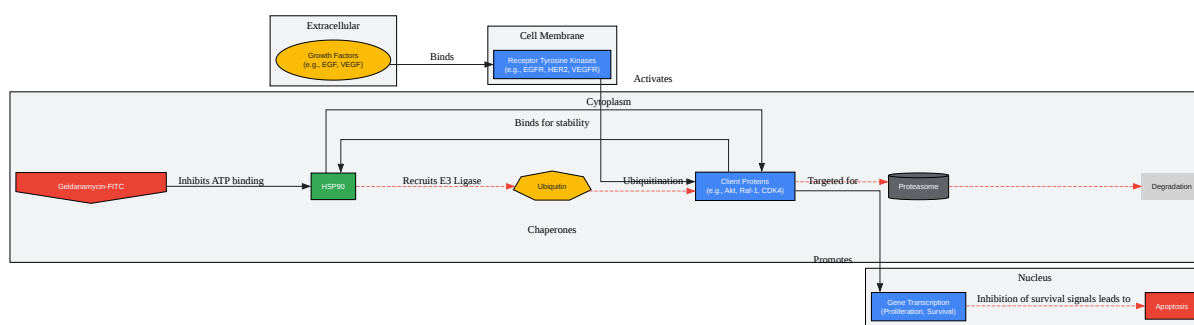 Extracellular
Growth Factors
(e.g., EGF, VEGF)
Binds
Cell Membrane
Receptor Tyrosine Kinases
(e.g., EGFR, HER2, VEGFR)
Activates
Cytoplasm
Binds for stability
Geldanamycin-FITC
Inhibits ATP binding
HSP90
Recruits E3 Ligase
Ubiquitin
Ubiquitination
Client Proteins
(e.g., Akt, Raf-1, CDK4)
Targeted for
Proteasome
Degradation
Chaperones
Promotes
Nucleus
Gene Transcription
(Proliferation, Survival)
Inhibition of survival signals leads to
Apoptosis